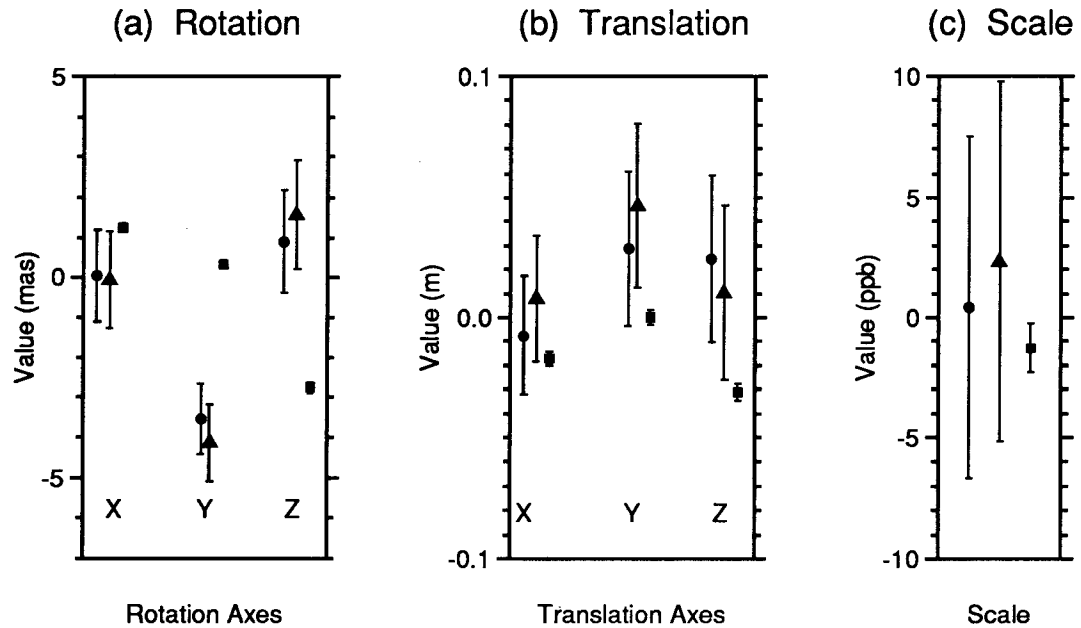 (a) Rotation
5
0
-5
Value (mas)
X Y Z
Rotation Axes
(b) Translation
0.1
0.0
-0.1
Value (m)
X Y Z
Translation Axes
(c) Scale
10
5
0
-5
-10
Value (ppb)
Scale